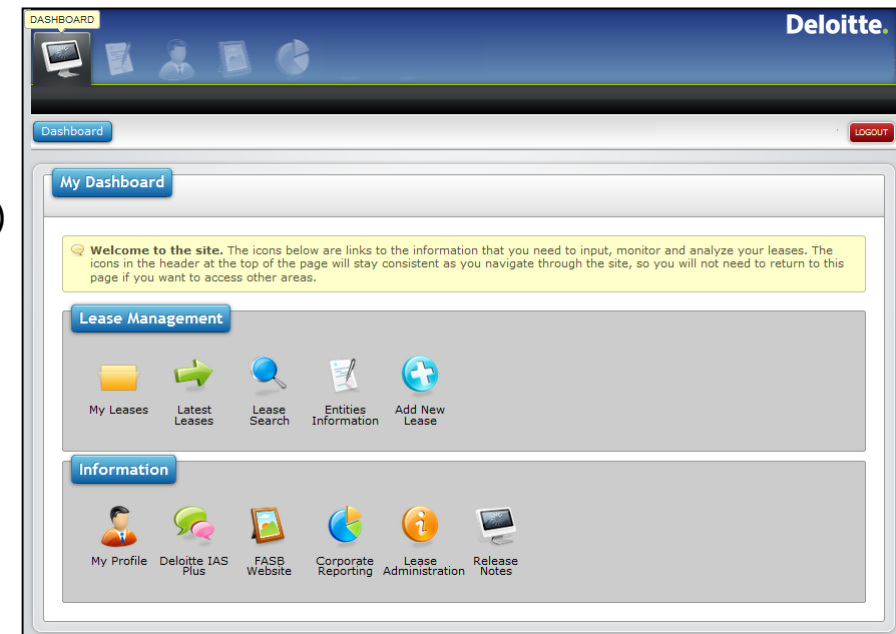 DASHBOARD
Deloitte.
Dashboard
LOGOUT
My Dashboard
)
Welcome to the site. The icons below are links to the information that you need to input, monitor and analyze your leases. The
icons in the header at the top of the page will stay consistent as you navigate through the site, so you will not need to return to this
page if you want to access other areas.
Lease Management
My Leases
Latest
Leases
Lease
Search
Entities
Information
Add New
Lease
Information
My Profile
Deloitte IAS
Plus
FASB
Website
Corporate
Reporting
Lease
Administration
Release
Notes